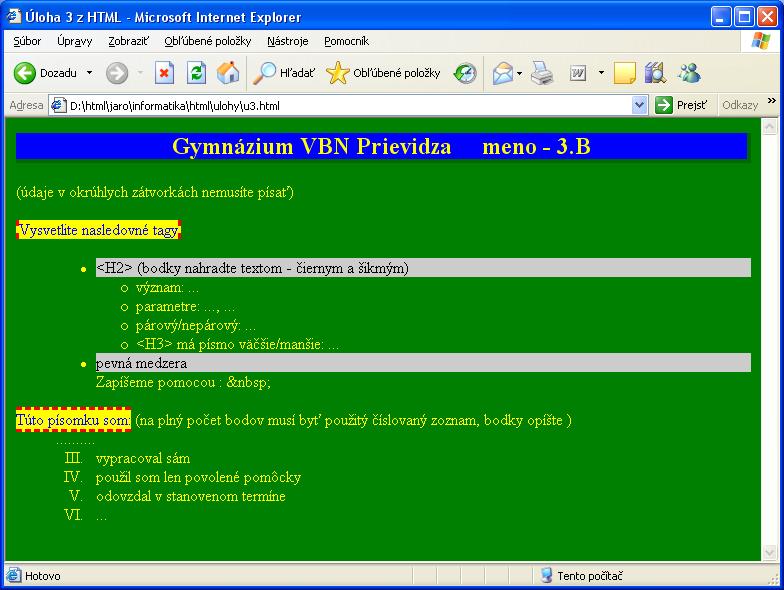 Úloha 3 z HTML - Microsoft Internet Explorer
Súbor Úpravy Zobraziť Obľúbené položky Nástroje Pomocník
Dozadu Hľadať Obľúbené položky
Adresa D:\html\jaro\informatika\html\ulohy\u3.html Prejsť Odkazy »
Gymnázium VBN Prievidza meno - 3.B
(údaje v okrúhlych zátvorkách nemusíte písať)
Vysvetlite nasledovné tagy
<H2> (bodky nahradte textom - čiernym a šikmým)
význam: ...
parametre: ..., ...
párový/nepárový: ...
<H3> má písmo väčšie/manšie: ...
pevná medzera
Zapíšeme pomocou : &nbsp;
Túto písomku som: (na plný počet bodov musí byť použitý číslovaný zoznam, bodky opíšte )
..........
III. vypracoval sám
IV. použil som len povolené pomôcky
V. odovzdal v stanovenom termíne
VI. ...
Hotovo Tento počítač